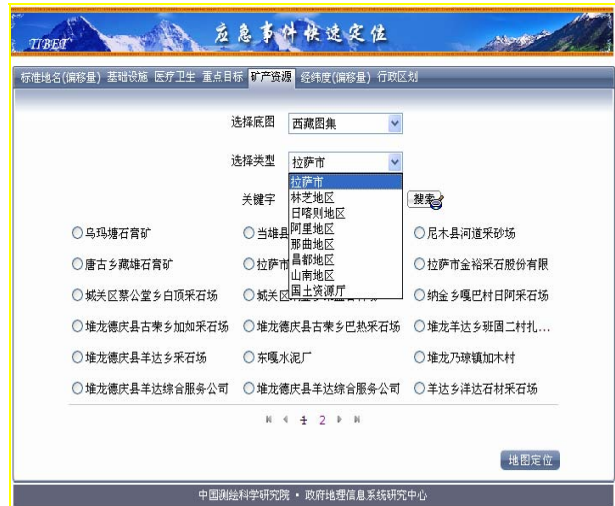 TIBET
应急事件快速定位
标准地名(偏移量) 基础设施 医疗卫生 重点目标 矿产资源 经纬度(偏移量) 行政区划
选择底图 西藏图集
选择类型 拉萨市
拉萨市
关键字 林芝地区 搜索
日喀则地区
阿里地区
那曲地区
昌都地区
山南地区
国土资源厅
乌玛塘石膏矿 当雄县 尼木县河道采砂场
唐古乡藏雄石膏矿 拉萨市 拉萨市金裕采石股份有限
城关区蔡公堂乡白顶采石场 城关区 纳金乡嘎巴村日阿采石场
堆龙德庆县古荣乡加如采石场 堆龙德庆县古荣乡巴热采石场 堆龙羊达乡班固二村扎...
堆龙德庆县羊达乡采石场 东嘎水泥厂 堆龙乃琼镇加木村
堆龙德庆县羊达综合服务公司 堆龙德庆县羊达综合服务公司 羊达乡洋达石材采石场
1 2
地图定位
中国测绘科学研究院 • 政府地理信息系统研究中心